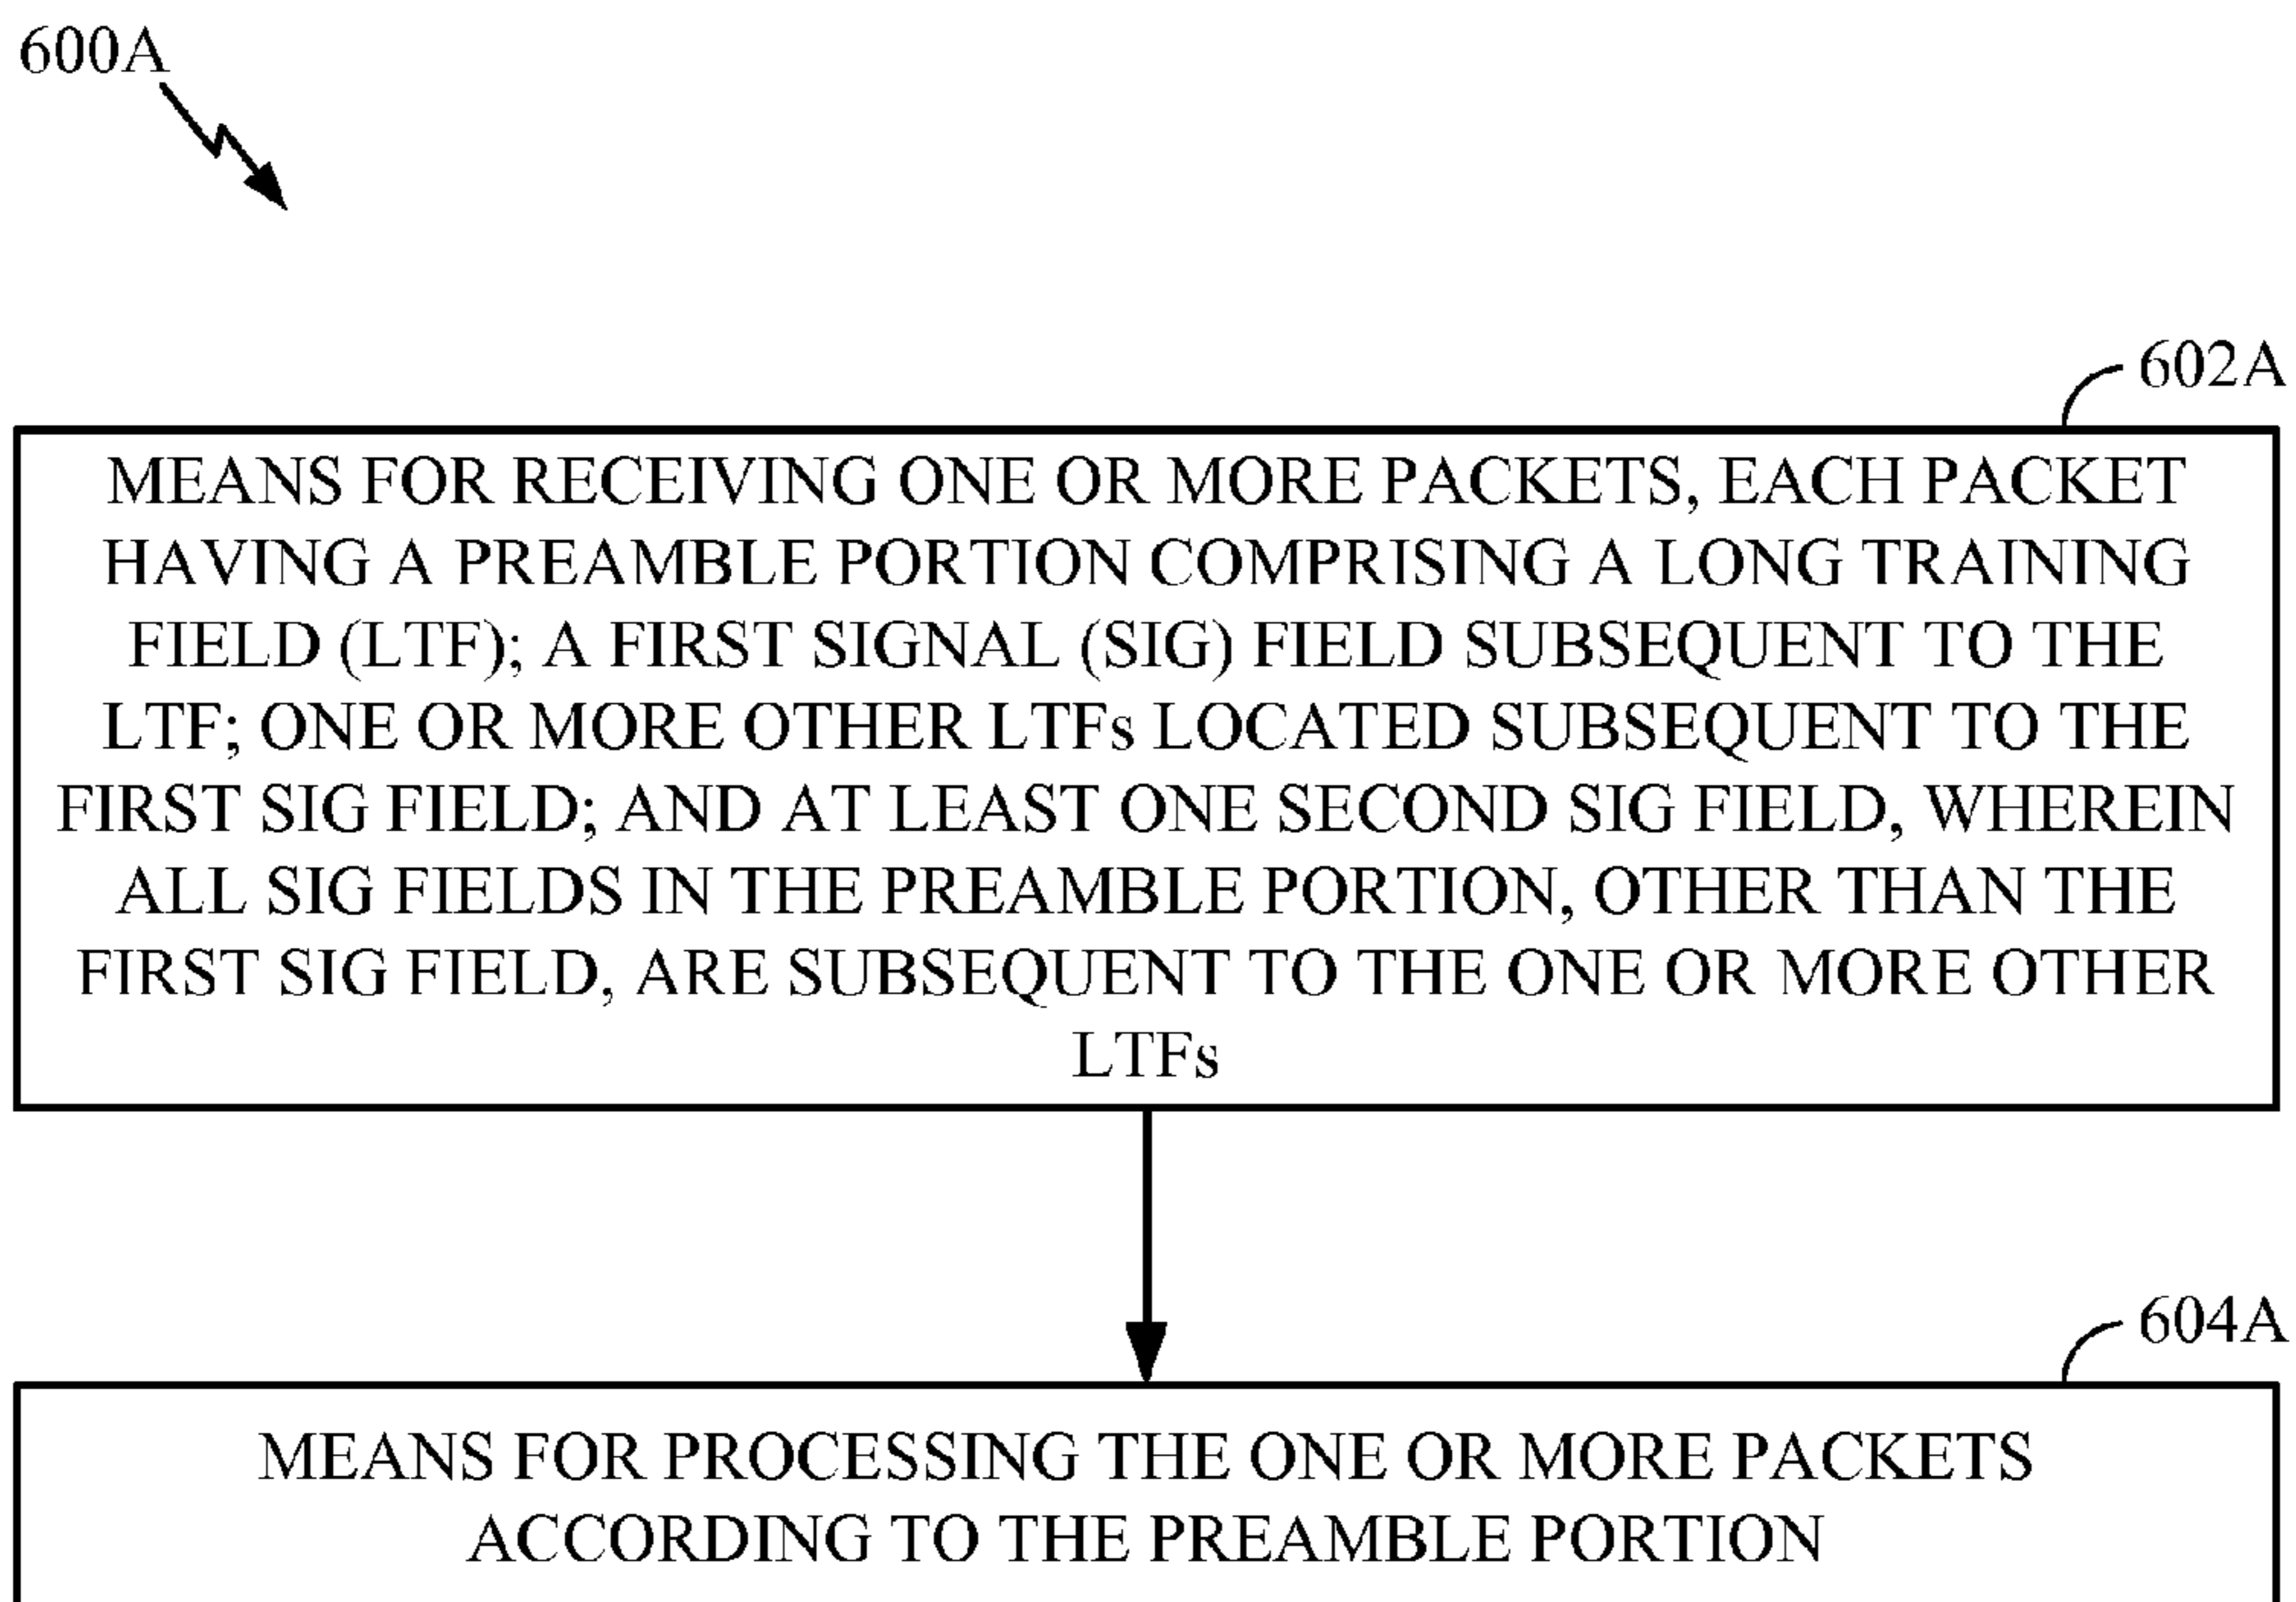 600A
602A
MEANS FOR RECEIVING ONE OR MORE PACKETS, EACH PACKET
HAVING A PREAMBLE PORTION COMPRISING A LONG TRAINING
FIELD (LTF); A FIRST SIGNAL (SIG) FIELD SUBSEQUENT TO THE
LTF; ONE OR MORE OTHER LTFs LOCATED SUBSEQUENT TO THE
FIRST SIG FIELD; AND AT LEAST ONE SECOND SIG FIELD, WHEREIN
ALL SIG FIELDS IN THE PREAMBLE PORTION, OTHER THAN THE
FIRST SIG FIELD, ARE SUBSEQUENT TO THE ONE OR MORE OTHER
LTFs
604A
MEANS FOR PROCESSING THE ONE OR MORE PACKETS
ACCORDING TO THE PREAMBLE PORTION